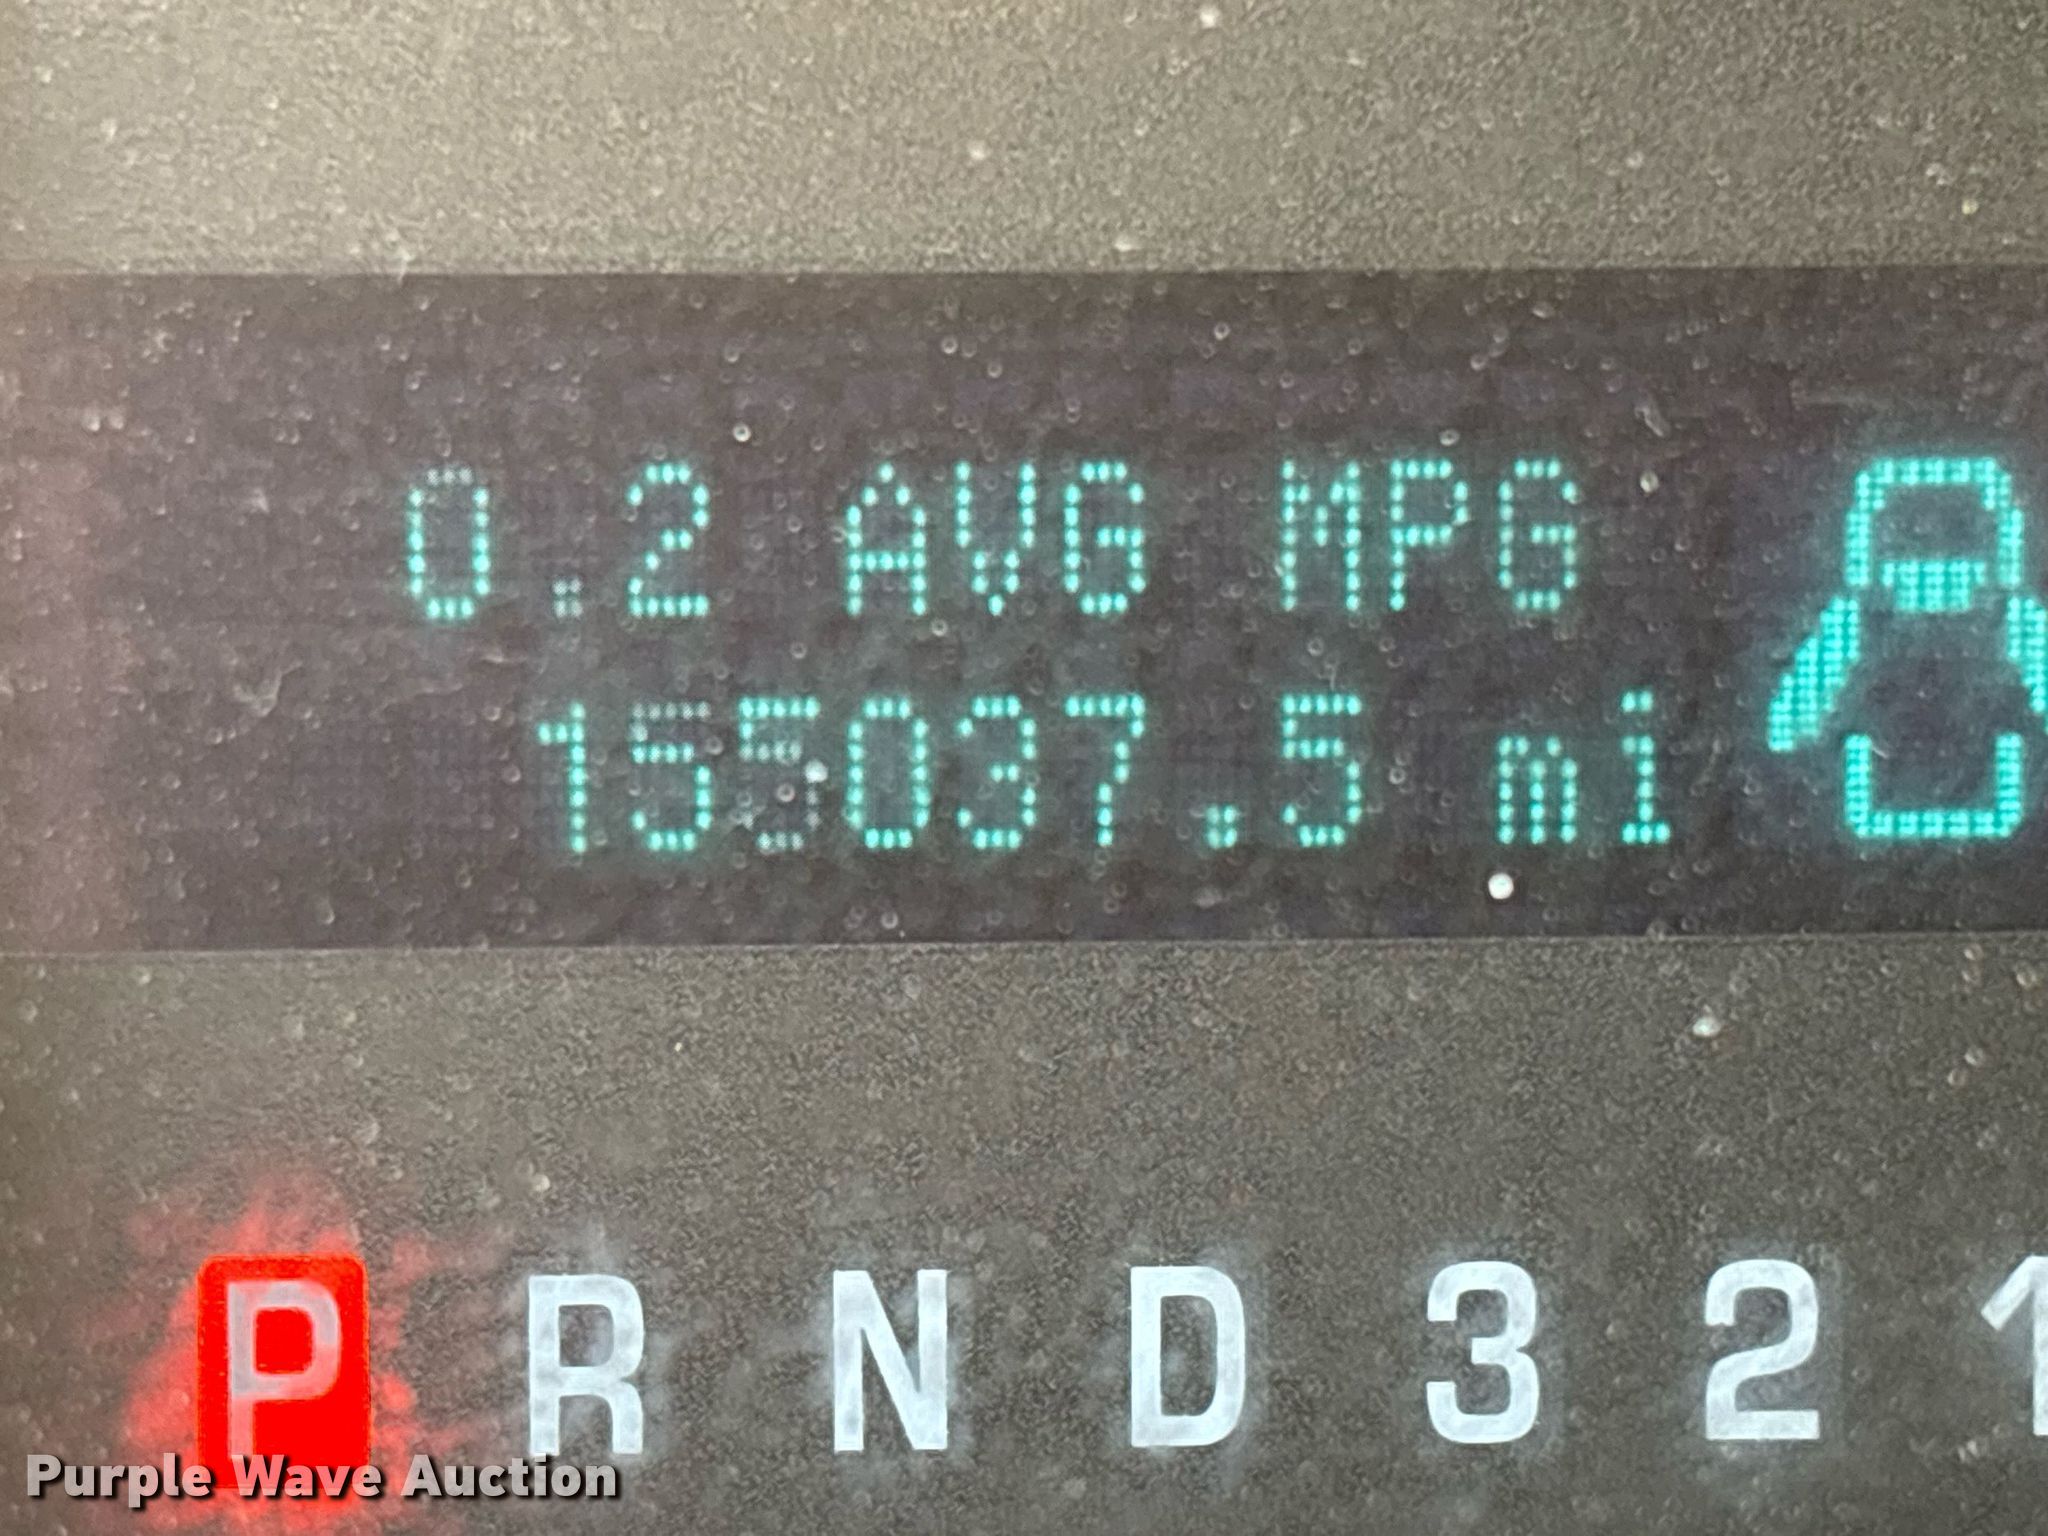 0.2 AVG MPG
155037.5 mi
P R N D 3 2 1
Purple Wave Auction